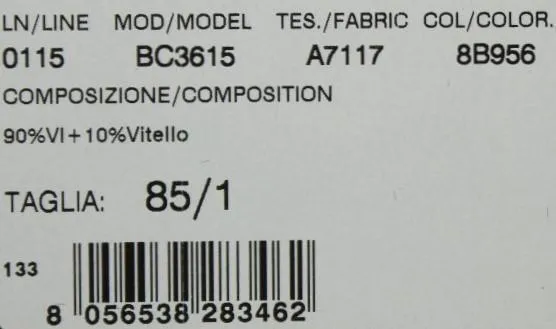 LN/LINE MOD/MODEL TES./FABRIC COL/COLOR.
0115 BC3615 A7117 8B956
COMPOSIZIONE/COMPOSITION
90%VI+10%Vitello
TAGLIA: 85/1
133
8 056538 283462